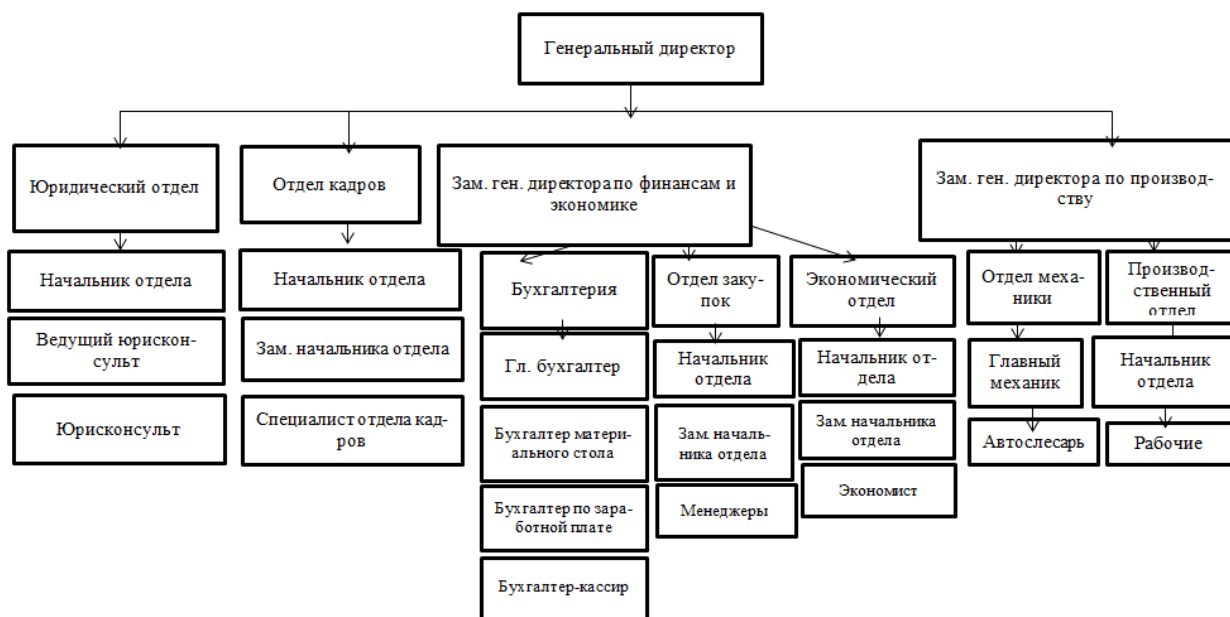 Генеральный директор
Юридический отдел
Отдел кадров
Зам. ген. директора по финансам и
экономике
Зам. ген. директора по производ-
ству
Начальник отдела
Ведущий юрискон-
сульт
Юрисконсульт
Начальник отдела
Зам. начальника отдела
Специалист отдела кад-
ров
Бухгалтерия
Гл. бухгалтер
Бухгалтер матери-
ального стола
Бухгалтер по зара-
ботной плате
Бухгалтер-кассир
Отдел заку-
пок
Начальник
отдела
Зам. началь-
ника отдела
Менеджеры
Экономический
отдел
Начальник от-
дела
Зам. начальника
отдела
Экономист
Отдел меха-
ники
Главный
механик
Автослесарь
Производ-
ственный
отдел
Начальник
отдела
Рабочие